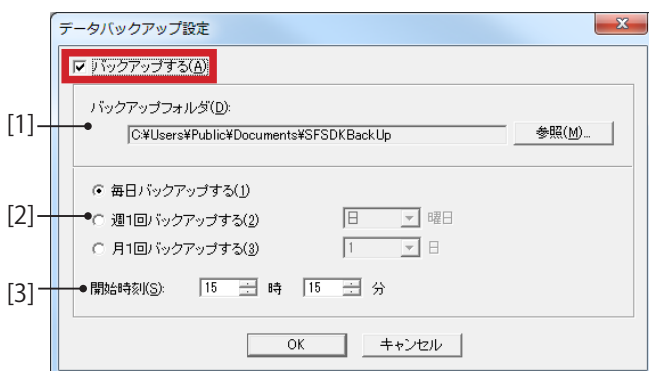 データバックアップ設定
バックアップする(A)
[1]
バックアップフォルダ(D):
C:¥Users¥Public¥Documents¥SFSDKBackUp
参照(M)...
[2]
毎日バックアップする(1)
週1回バックアップする(2) 日 曜日
月1回バックアップする(3) 1 日
[3]
開始時刻(S): 15 時 15 分
OK キャンセル